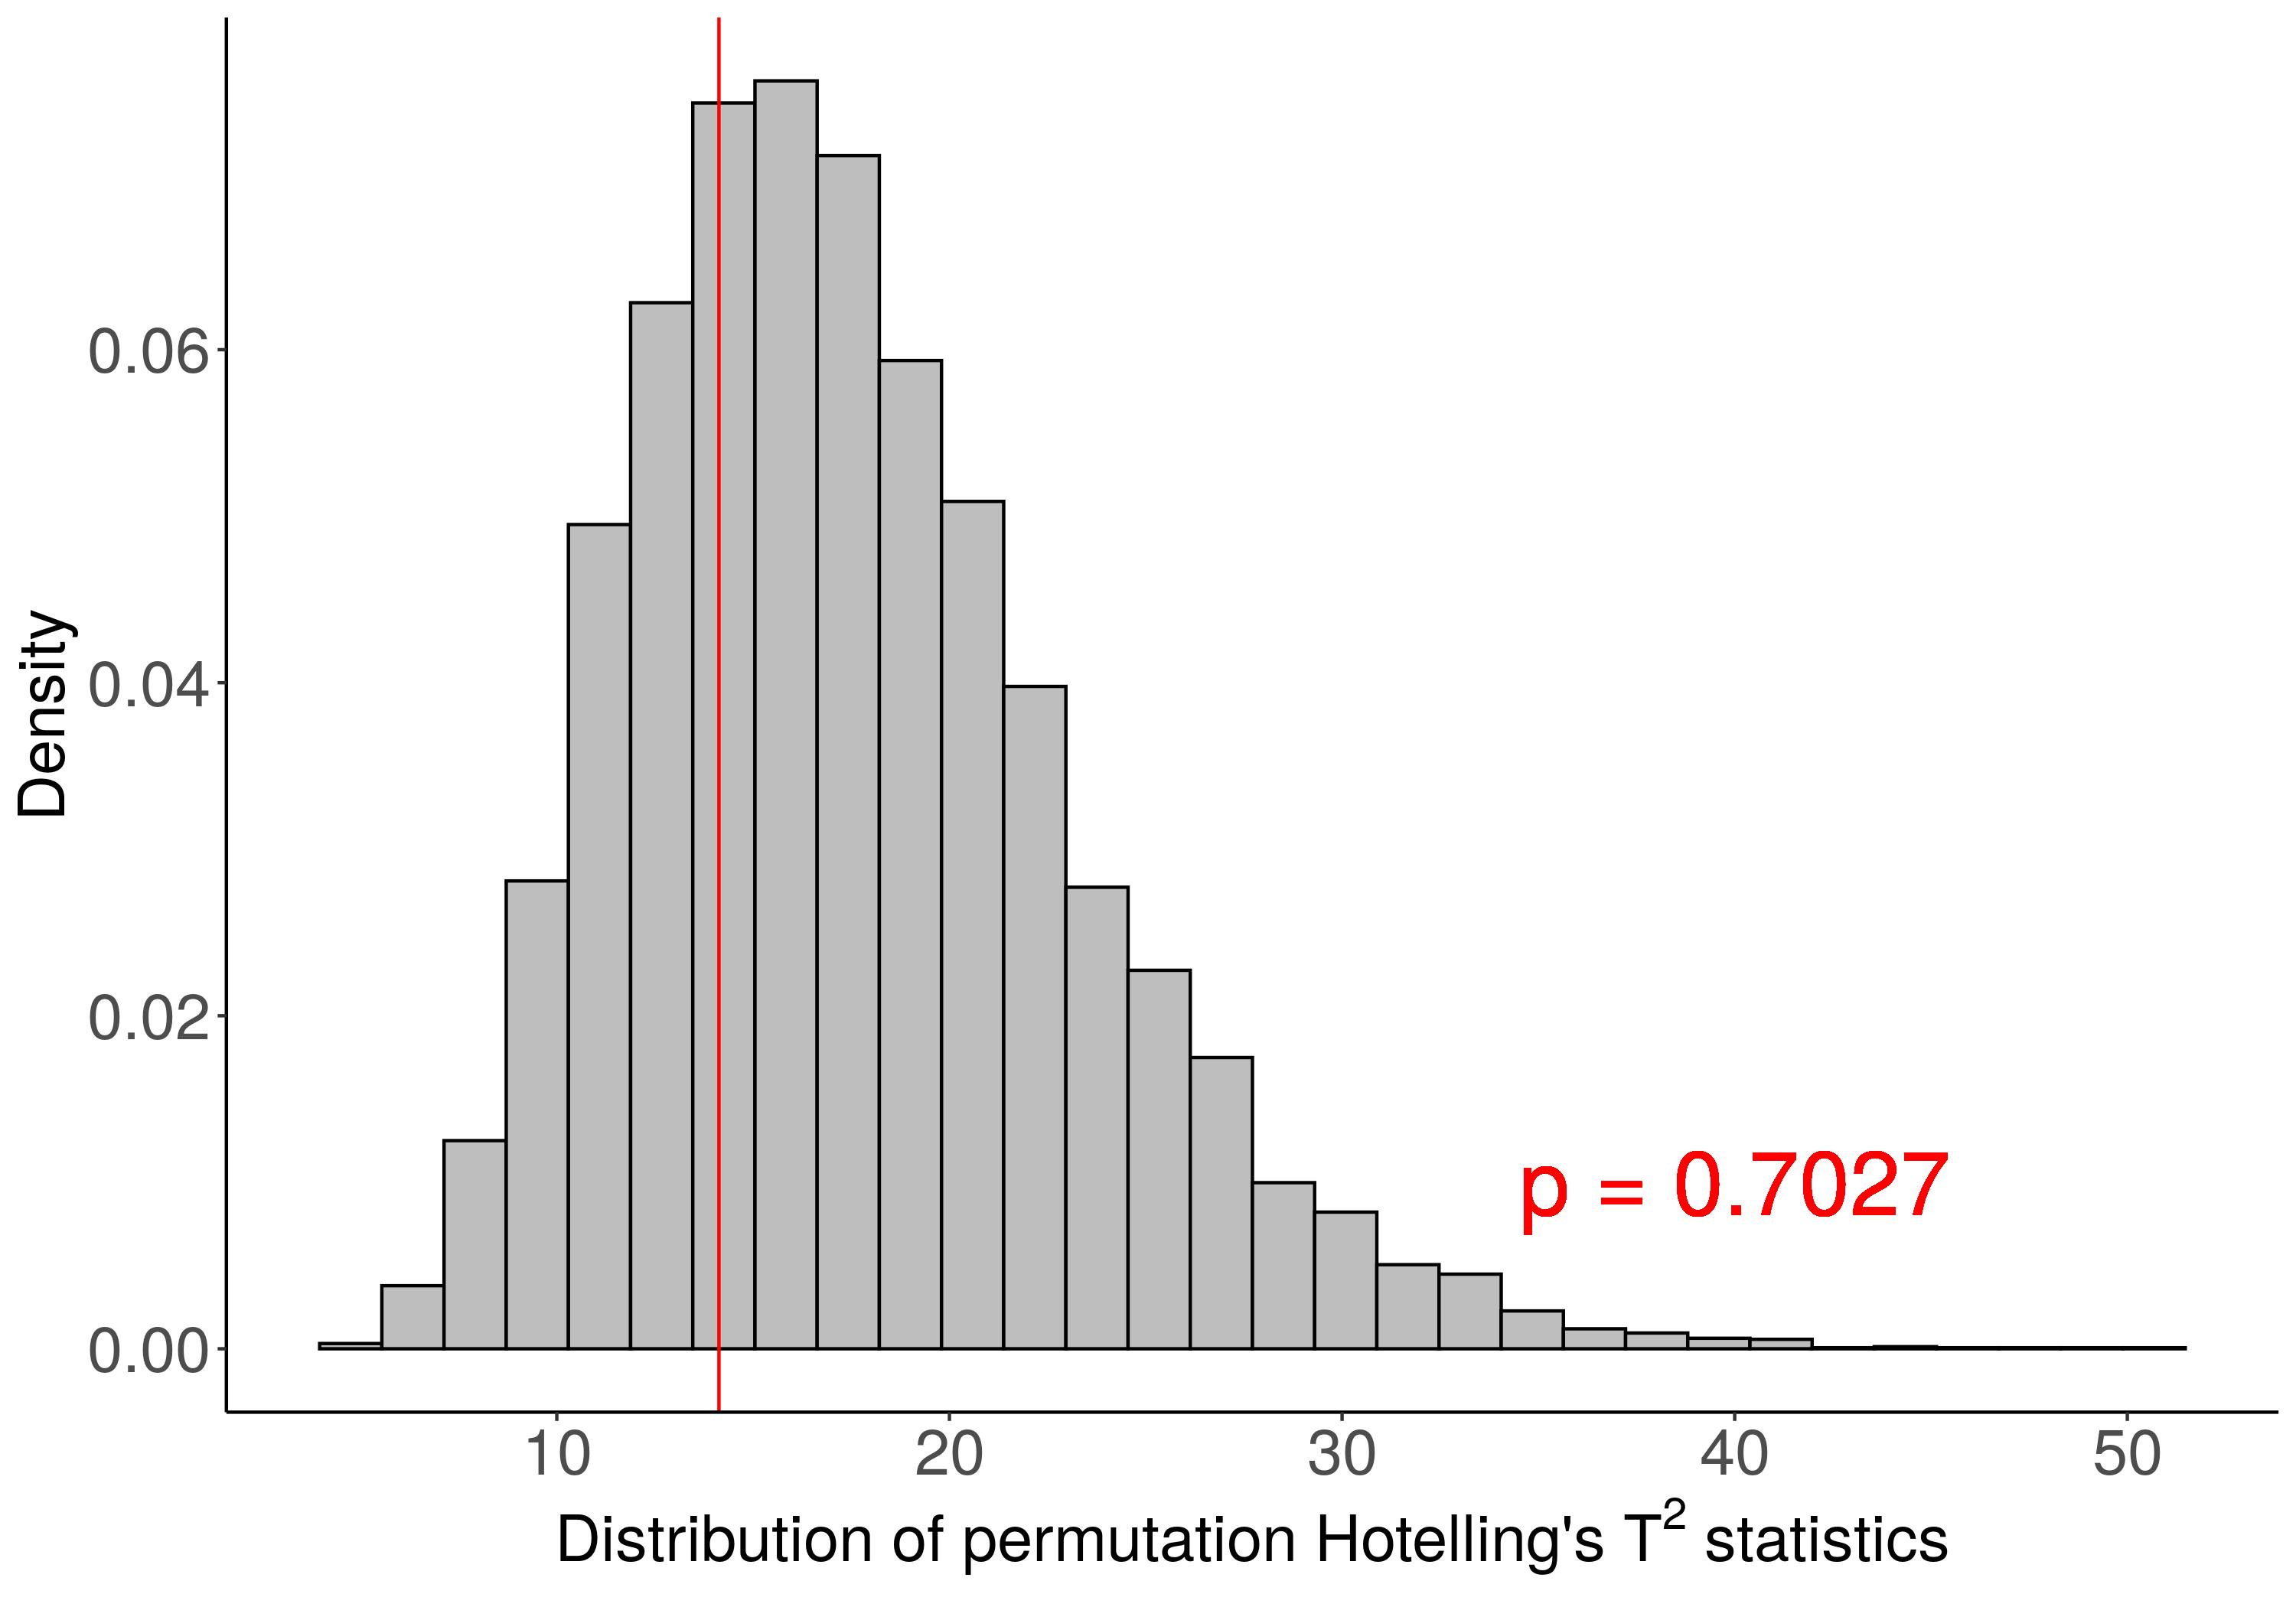 Density
0.06
0.04
0.02
0.00
p = 0.7027
10 20 30 40 50
Distribution of permutation Hotelling's T² statistics